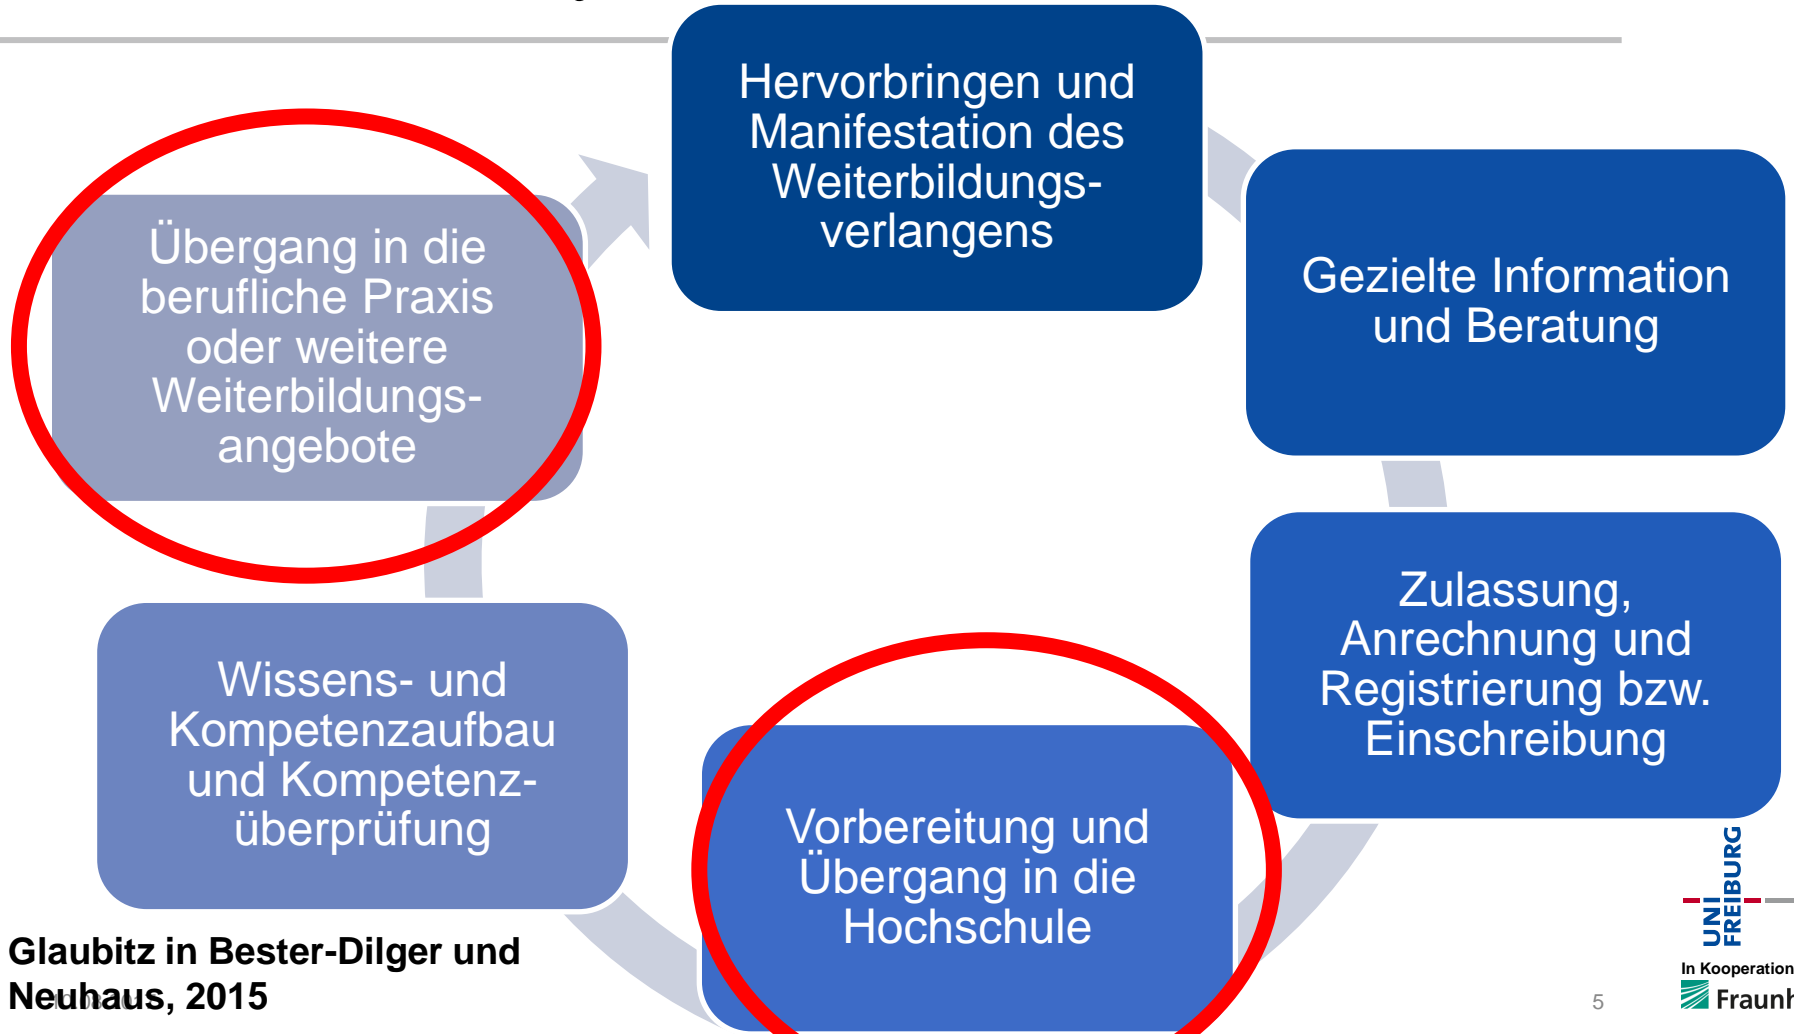 Hervorbringen und
Manifestation des
Weiterbildungs-
verlangens
Gezielte Information
und Beratung
Zulassung,
Anrechnung und
Registrierung bzw.
Einschreibung
Vorbereitung und
Übergang in die
Hochschule
Wissens- und
Kompetenzaufbau
und Kompetenz-
überprüfung
Übergang in die
berufliche Praxis
oder weitere
Weiterbildungs-
angebote
Glaubitz in Bester-Dilger und
Neuhaus, 2015
5
UNI
FREIBURG
In Kooperation